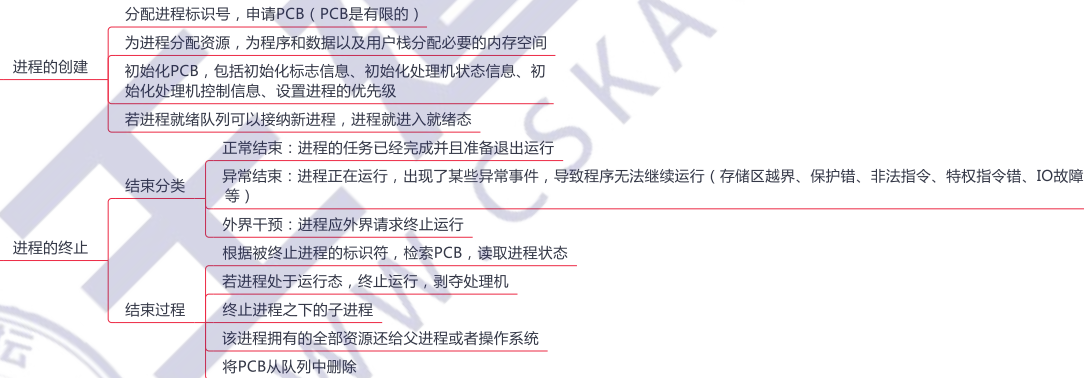 分配进程标识号，申请PCB（PCB是有限的）
为进程分配资源，为程序和数据以及用户栈分配必要的内存空间
进程的创建
初始化PCB，包括初始化标志信息、初始化处理机状态信息、初
始化处理机控制信息、设置进程的优先级
若进程就绪队列可以接纳新进程，进程就进入就绪态
正常结束：进程的任务已经完成并且准备退出运行
结束分类
异常结束：进程正在运行，出现了某些异常事件，导致程序无法继续运行（存储区越界、保护错、非法指令、特权指令错、IO故障
等）
外界干预：进程应外界请求终止运行
进程的终止
根据被终止进程的标识符，检索PCB，读取进程状态
若进程处于运行态，终止运行，剥夺处理机
结束过程
终止进程之下的子进程
该进程拥有的全部资源还给父进程或者操作系统
将PCB从队列中删除
WW CSKA
坛